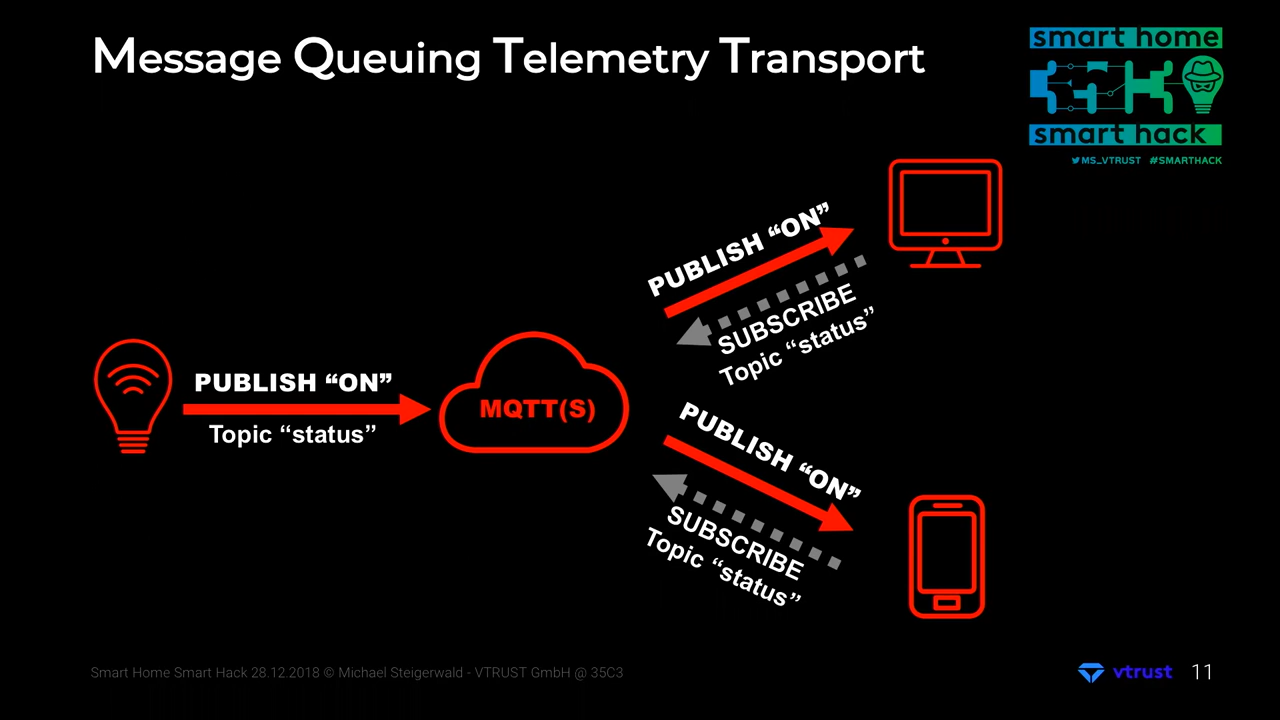 Message Queuing Telemetry Transport
smart home
35C3
smart hack
MS_VTRUST #SMARTHACK
PUBLISH “ON”
SUBSCRIBE
Topic “status”
PUBLISH “ON”
Topic “status”
MQTT(S)
PUBLISH “ON”
SUBSCRIBE
Topic “status”
Smart Home Smart Hack 28.12.2018 © Michael Steigerwald - VTRUST GmbH @ 35C3
vtrust 11